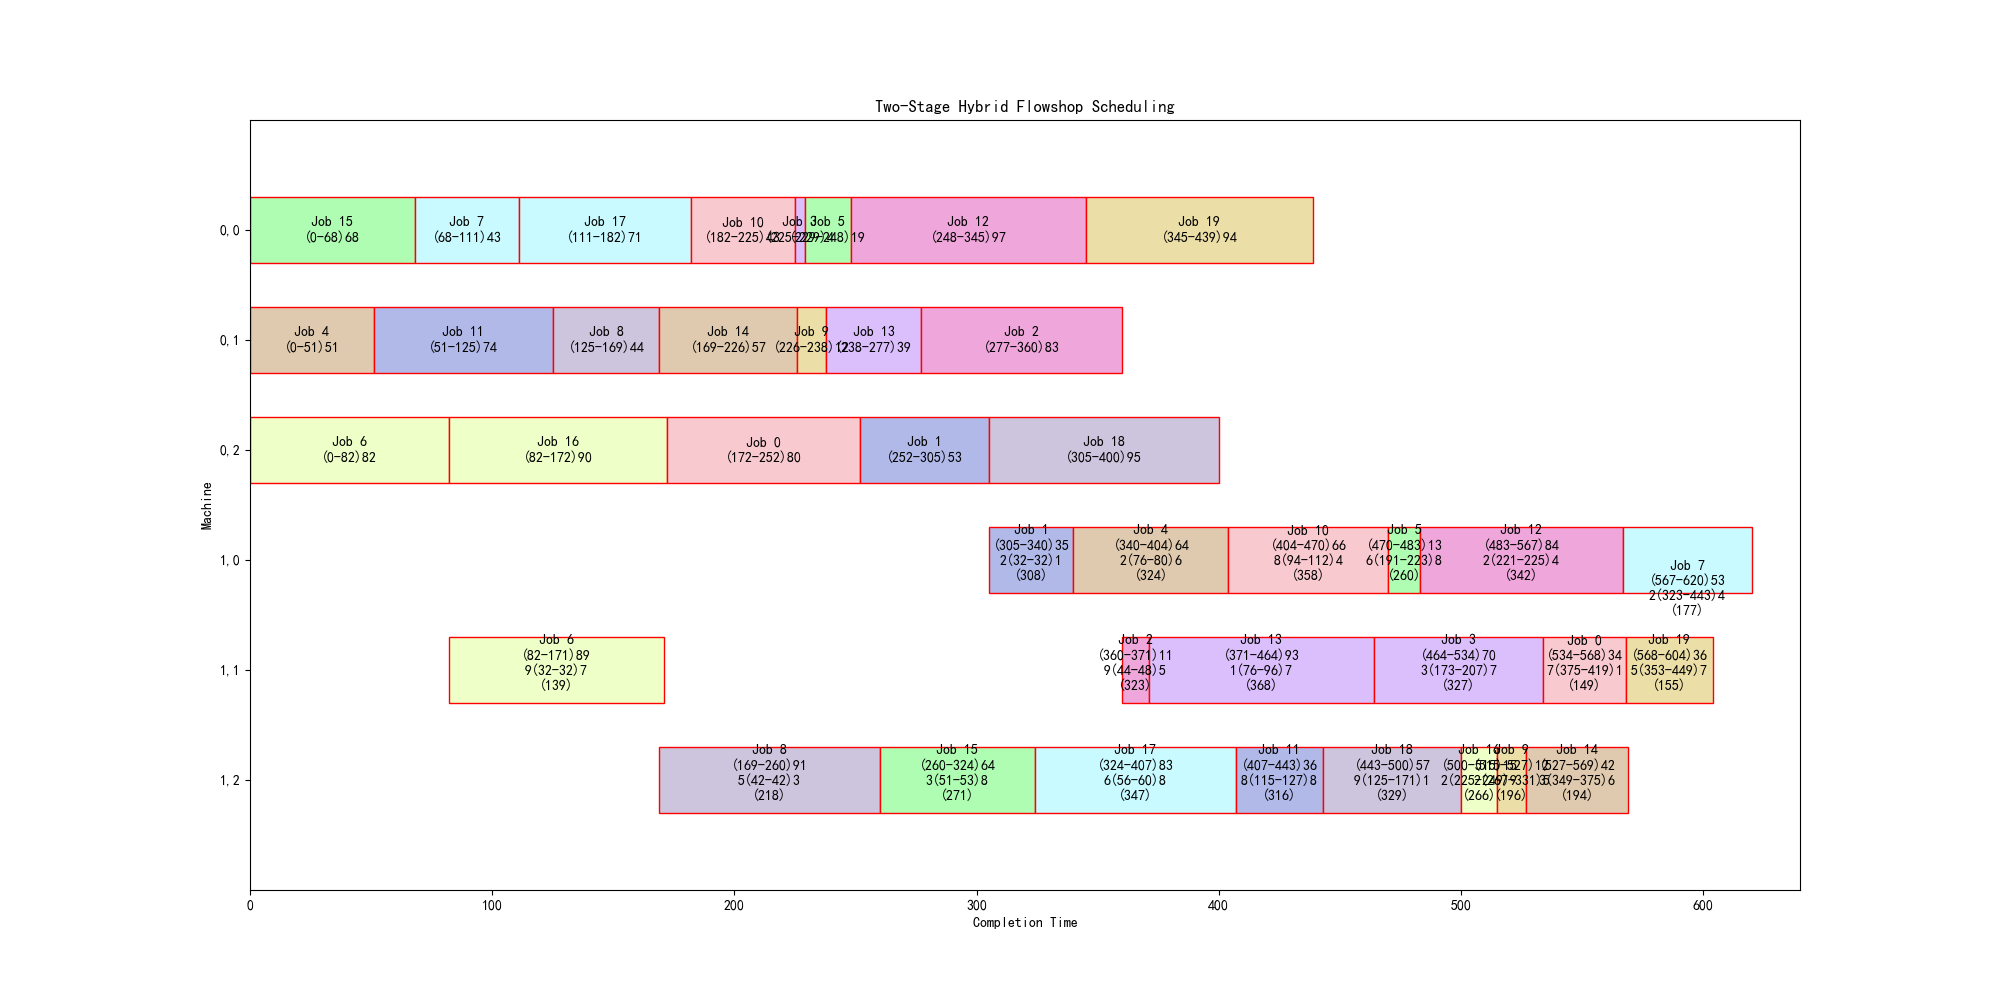 Two-Stage Hybrid Flowshop Scheduling
Machine
0,0
Job 15
(0-68)68
Job 7
(68-111)43
Job 17
(111-182)71
Job 10
(182-225)43
Job 3
(225-229)4
Job 5
(229-248)19
Job 12
(248-345)97
Job 19
(345-439)94
0,1
Job 4
(0-51)51
Job 11
(51-125)74
Job 8
(125-169)44
Job 14
(169-226)57
Job 9
(226-238)12
Job 13
(238-277)39
Job 2
(277-360)83
0,2
Job 6
(0-82)82
Job 16
(82-172)90
Job 0
(172-252)80
Job 1
(252-305)53
Job 18
(305-400)95
1,0
Job 1
(305-340)35
2(32-32)1
(308)
Job 4
(340-404)64
2(76-80)6
(324)
Job 10
(404-470)66
8(94-112)4
(358)
Job 5
(470-483)13
6(191-223)8
(260)
Job 12
(483-567)84
2(221-225)4
(342)
Job 7
(567-620)53
2(323-443)4
(177)
1,1
Job 6
(82-171)89
9(32-32)7
(139)
Job 2
(360-371)11
9(44-48)5
(323)
Job 13
(371-464)93
1(76-96)7
(368)
Job 3
(464-534)70
3(173-207)7
(327)
Job 0
(534-568)34
7(375-419)1
(149)
Job 19
(568-604)36
5(353-449)7
(155)
1,2
Job 8
(169-260)91
5(42-42)3
(218)
Job 15
(260-324)64
3(51-53)8
(271)
Job 17
(324-407)83
6(56-60)8
(347)
Job 11
(407-443)36
8(115-127)8
(316)
Job 18
(443-500)57
9(125-171)1
(329)
Job 16
(500-515)15
(266)
Job 9
(515-527)12
(196)
Job 14
(527-569)42
3(349-375)6
(194)
0
100
200
300
400
500
600
Completion Time